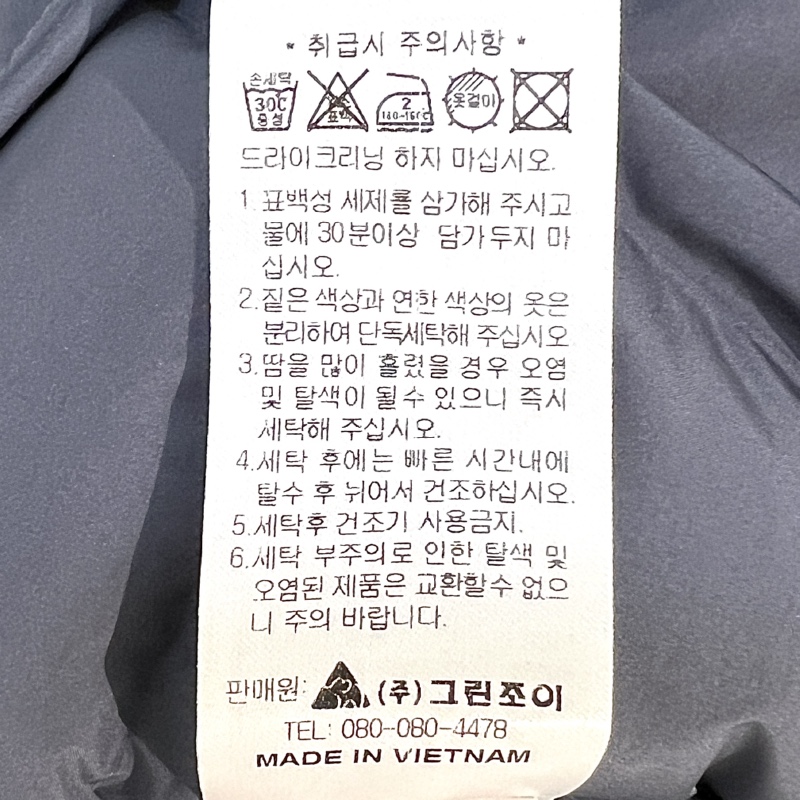 * 취급시 주의사항 *
손세탁
30C
중성
표백
2
180-160°C
옷걸이
드라이크리닝 하지 마십시오.
1. 표백성 세제를 삼가해 주시고
물에 30분이상 담가두지 마
십시오.
2. 짙은 색상과 연한 색상의 옷은
분리하여 단독세탁해 주십시오
3. 땀을 많이 흘렸을 경우 오염
및 탈색이 될수 있으니 즉시
세탁해 주십시오.
4. 세탁 후에는 빠른 시간내에
탈수 후 뉘어서 건조하십시오.
5. 세탁후 건조기 사용금지.
6. 세탁 부주의로 인한 탈색 및
오염된 제품은 교환할수 없으
니 주의 바랍니다.
판매원: (주)그린조이
TEL: 080-080-4478
MADE IN VIETNAM